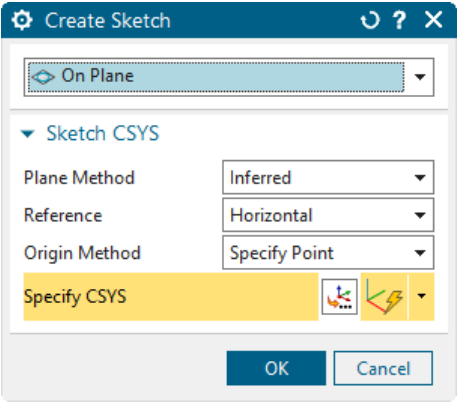 Create Sketch ?
On Plane
Sketch CSYS
Plane Method Inferred
Reference Horizontal
Origin Method Specify Point
Specify CSYS
OK Cancel